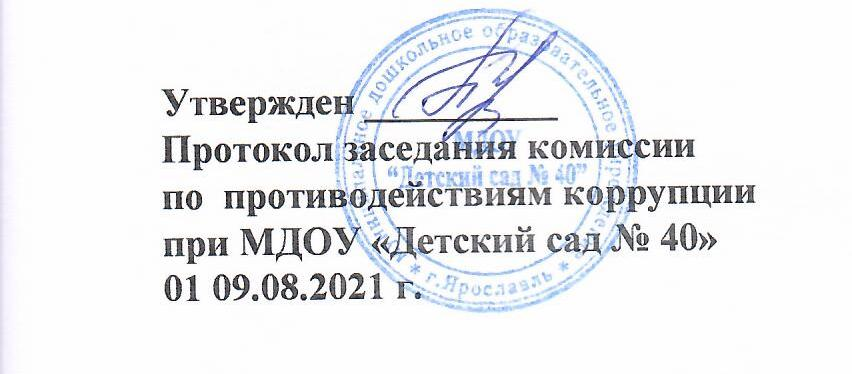 Утвержден __________
Протокол заседания комиссии
по противодействиям коррупции
при МДОУ «Детский сад № 40»
01 09.08.2021 г.
дошкольное образовательное
МДОУ
“Детский сад № 40”
* г.Ярославль *